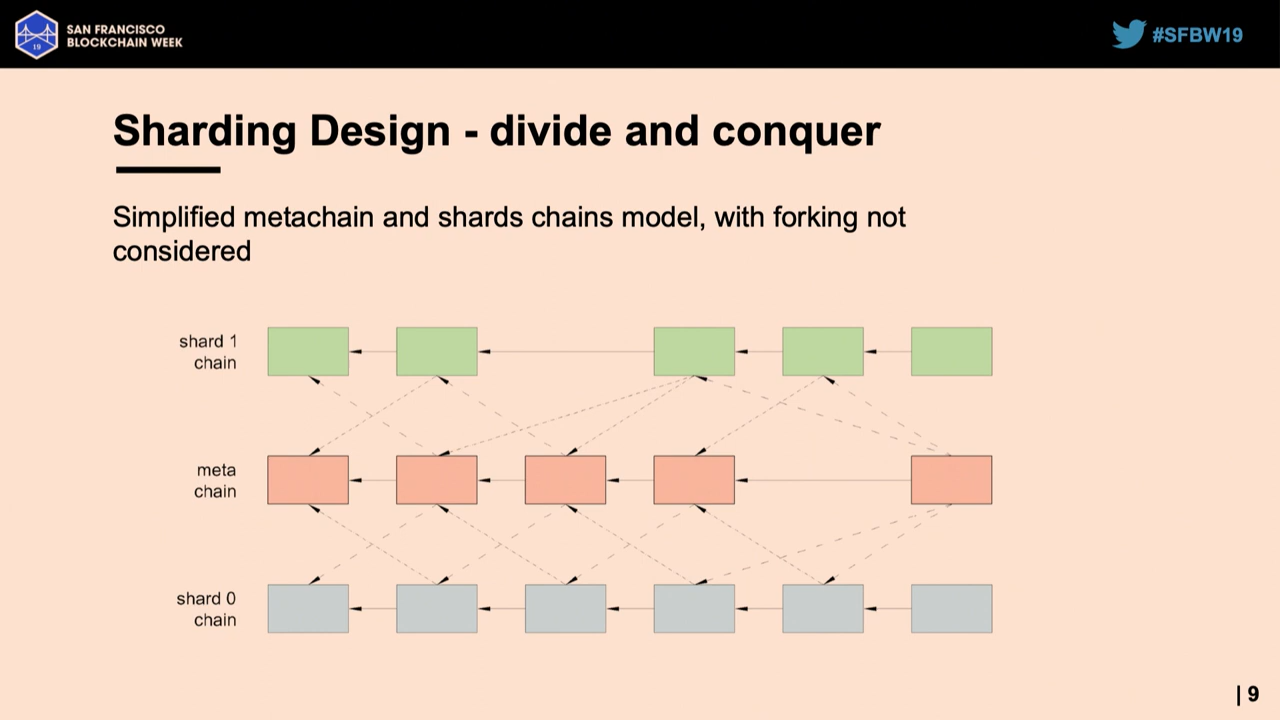 SAN FRANCISCO
BLOCKCHAIN WEEK
19
#SFBW19
Sharding Design - divide and conquer
Simplified metachain and shards chains model, with forking not
considered
shard 1
chain
meta
chain
shard 0
chain
| 9